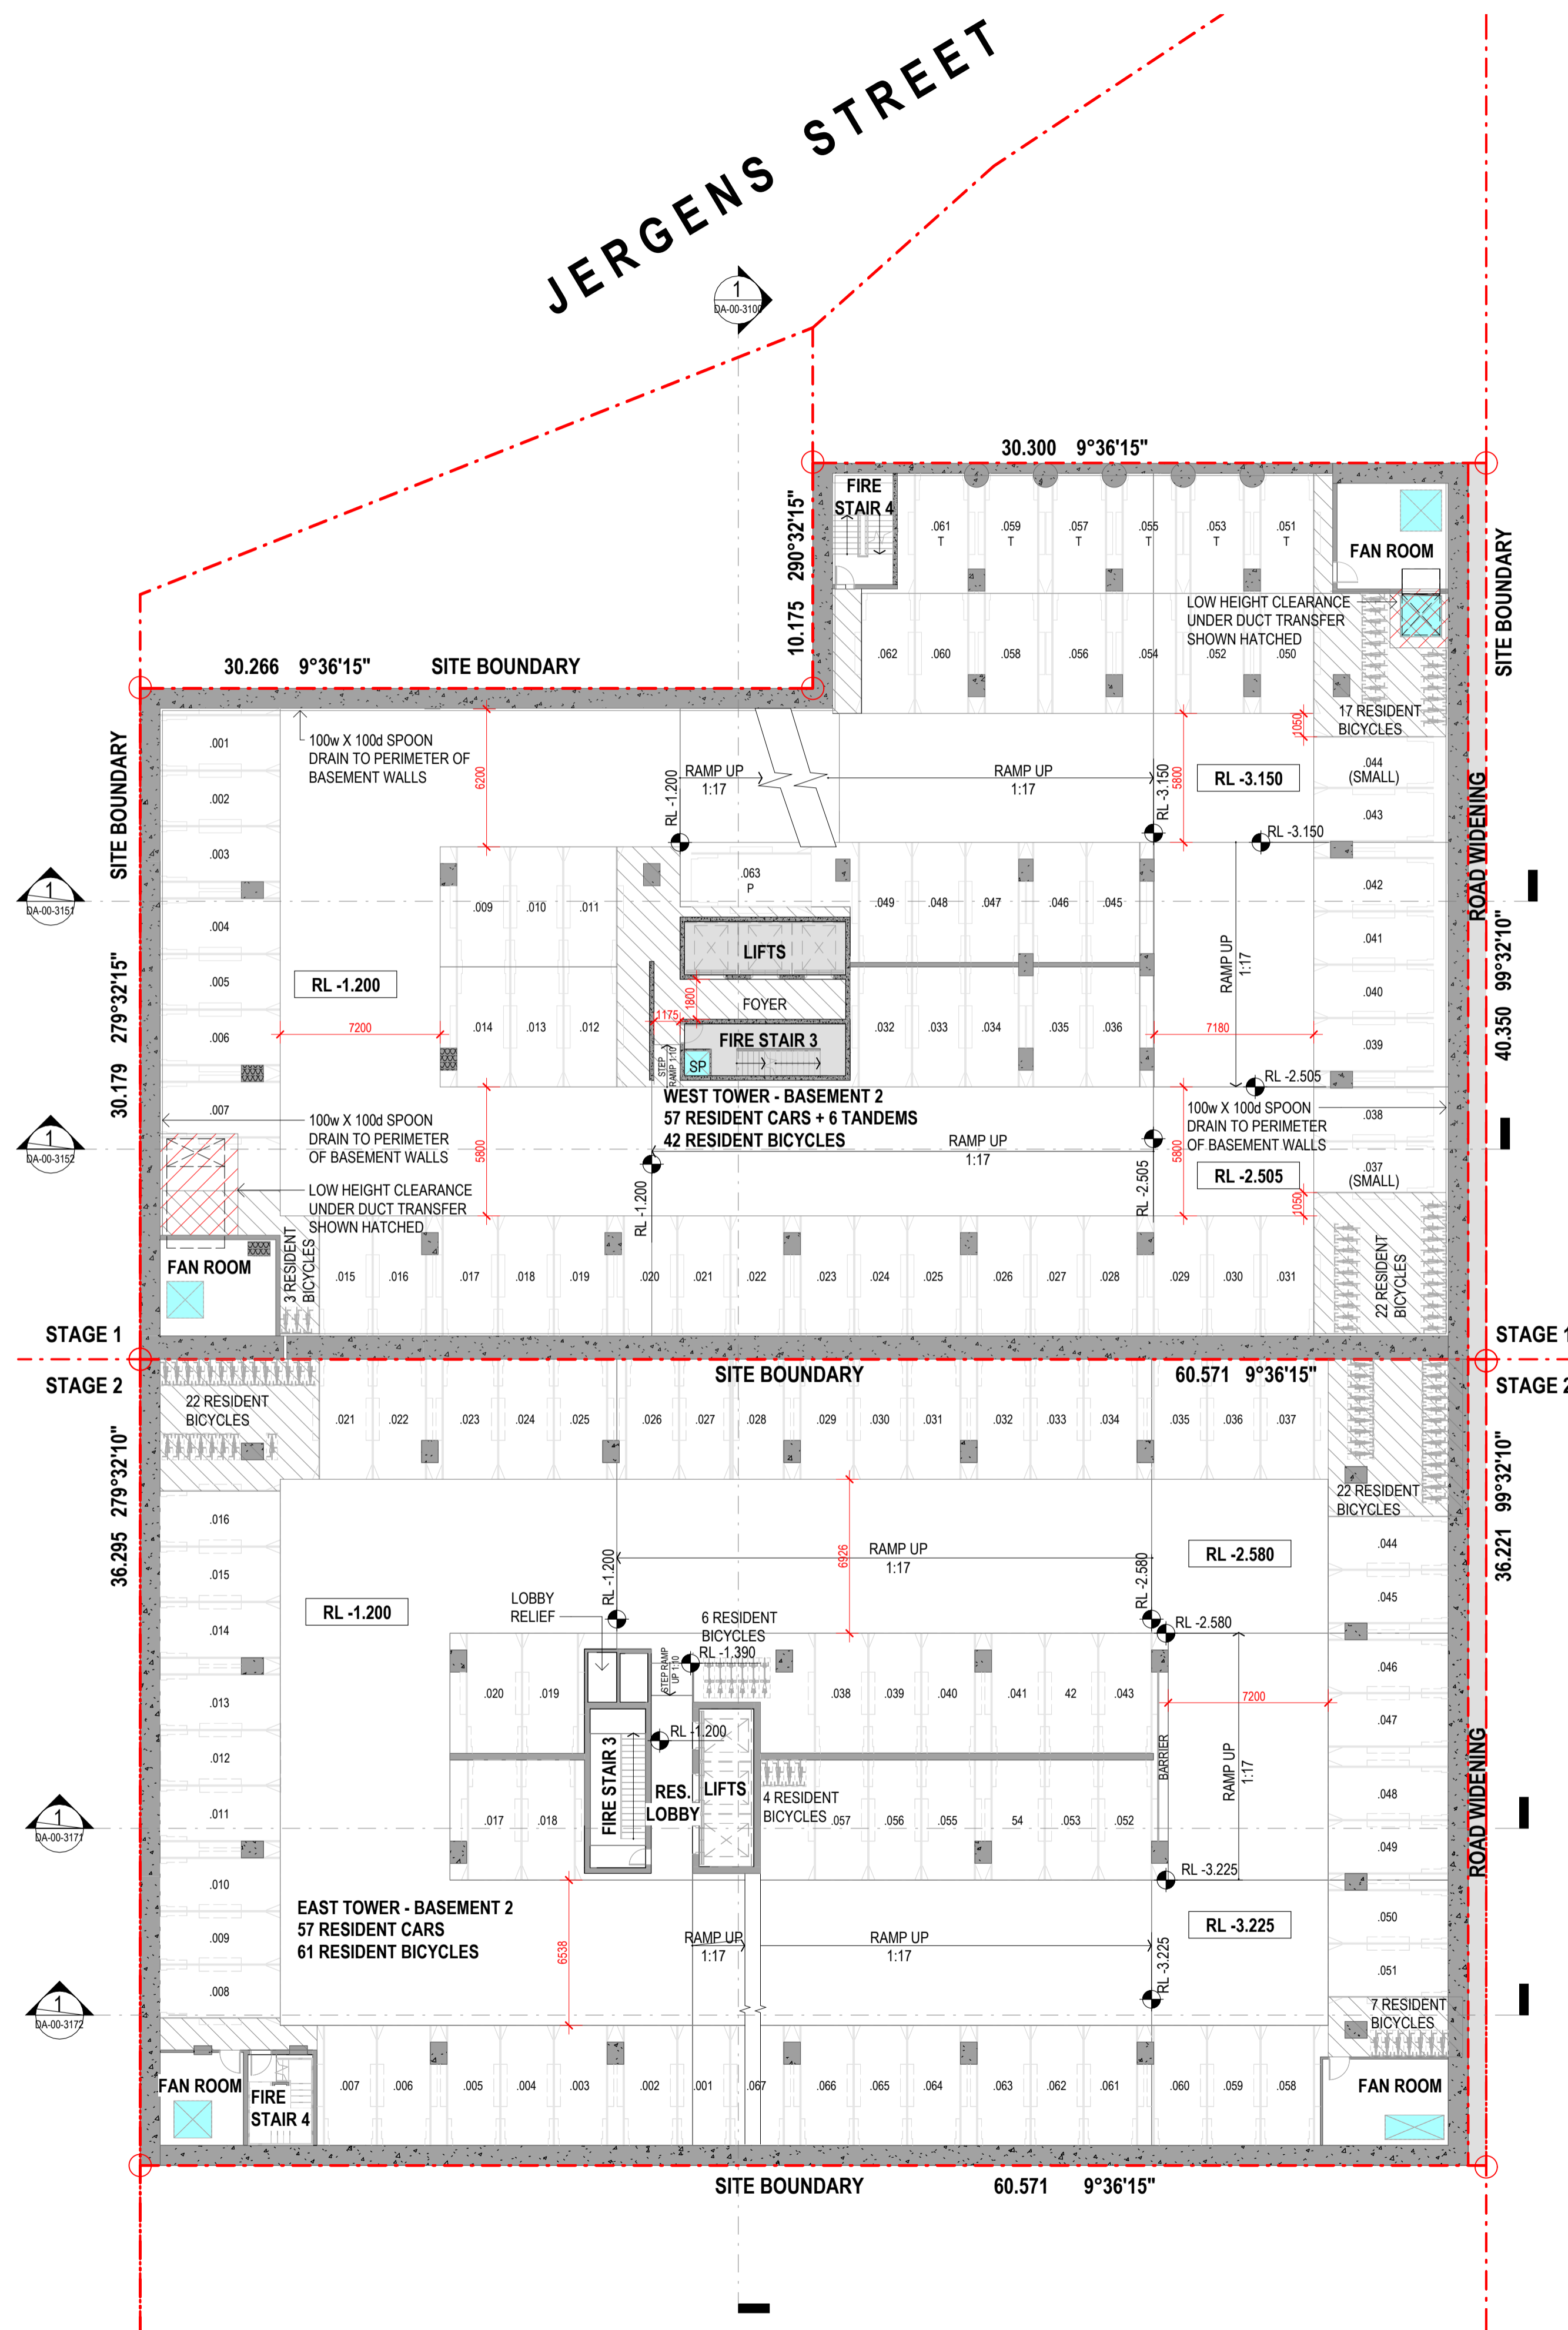 JERGENS STREET
1
DA-00-3100
30.300 9°36'15"
FIRE
STAIR 4
.061
T
.059
T
.057
T
.055
T
.053
T
.051
T
FAN ROOM
10.175 290°32'15"
SITE BOUNDARY
LOW HEIGHT CLEARANCE
UNDER DUCT TRANSFER
SHOWN HATCHED
.062
.060
.058
.056
.054
.052
.050
30.266 9°36'15" SITE BOUNDARY
17 RESIDENT
BICYCLES
1050
.001
100w X 100d SPOON
DRAIN TO PERIMETER OF
BASEMENT WALLS
6200
SITE BOUNDARY
RL -1.200
RAMP UP
1:17
RAMP UP
1:17
RL -3.150
5800
RL -3.150
.044
(SMALL)
ROAD WIDENING
.002
.043
.003
RL -3.150
1
DA-00-3151
.063
P
.042
.009
.010
.011
.049
.048
.047
.046
.045
.004
LIFTS
.041
RAMP UP
1:17
.005
RL -1.200
FOYER
1800
.040
30.179 279°32'15"
40.350 99°32'10"
7200
1175
.006
.014
.013
.012
FIRE STAIR 3
.032
.033
.034
.035
.036
7180
.039
STEP
RAMP 1:10
SP
RL -2.505
WEST TOWER - BASEMENT 2
57 RESIDENT CARS + 6 TANDEMS
42 RESIDENT BICYCLES
.007
100w X 100d SPOON
DRAIN TO PERIMETER
OF BASEMENT WALLS
100w X 100d SPOON
DRAIN TO PERIMETER
OF BASEMENT WALLS
.038
1
DA-00-3152
5800
RAMP UP
1:17
5800
RL -2.505
.037
(SMALL)
LOW HEIGHT CLEARANCE
UNDER DUCT TRANSFER
SHOWN HATCHED
RL -1.200
RL -2.505
1050
FAN ROOM
3 RESIDENT
BICYCLES
.015
.016
.017
.018
.019
.020
.021
.022
.023
.024
.025
.026
.027
.028
.029
.030
.031
22 RESIDENT
BICYCLES
STAGE 1
STAGE 1
STAGE 2
SITE BOUNDARY
60.571 9°36'15"
STAGE 2
22 RESIDENT
BICYCLES
.021
.022
.023
.024
.025
.026
.027
.028
.029
.030
.031
.032
.033
.034
.035
.036
.037
36.295 279°32'10"
36.221 99°32'10"
22 RESIDENT
BICYCLES
.016
.044
6926
RAMP UP
1:17
RL -2.580
.015
RL -1.200
RL -2.580
.045
RL -1.200
LOBBY
RELIEF
6 RESIDENT
BICYCLES
RL -2.580
.014
STEP RAMP
UP 1:10
RL -1.390
.046
.013
.020
.019
.038
.039
.040
.041
42
.043
7200
.047
RL -1.200
.012
FIRE STAIR 3
BARRIER
RAMP UP
1:17
ROAD WIDENING
RES.
LOBBY
LIFTS
4 RESIDENT
BICYCLES
.048
1
DA-00-3171
.011
.017
.018
.057
.056
.055
54
.053
.052
.049
RL -3.225
.010
EAST TOWER - BASEMENT 2
57 RESIDENT CARS
61 RESIDENT BICYCLES
.050
RL -3.225
.009
6538
RAMP UP
1:17
RAMP UP
1:17
RL -3.225
.051
.008
1
DA-00-3172
7 RESIDENT
BICYCLES
FAN ROOM
FIRE
STAIR 4
.007
.006
.005
.004
.003
.002
.001
.067
.066
.065
.064
.063
.062
.061
.060
.059
.058
FAN ROOM
SITE BOUNDARY 60.571 9°36'15"